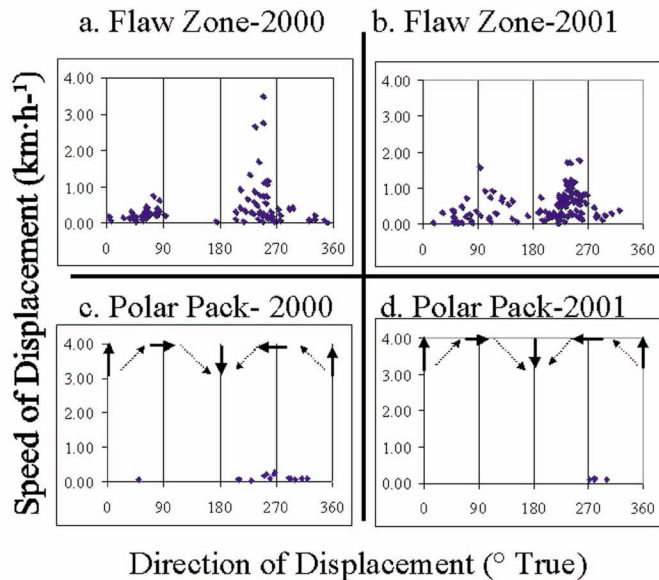 a. Flaw Zone-2000
b. Flaw Zone-2001
4.00
3.00
2.00
1.00
0.00
0 90 180 270 360
4.00
3.00
2.00
1.00
0.00
0 90 180 270 360
c. Polar Pack- 2000
d. Polar Pack-2001
4.00
3.00
2.00
1.00
0.00
0 90 180 270 360
4.00
3.00
2.00
1.00
0.00
0 90 180 270 360
Speed of Displacement (km·h-¹)
Direction of Displacement (° True)